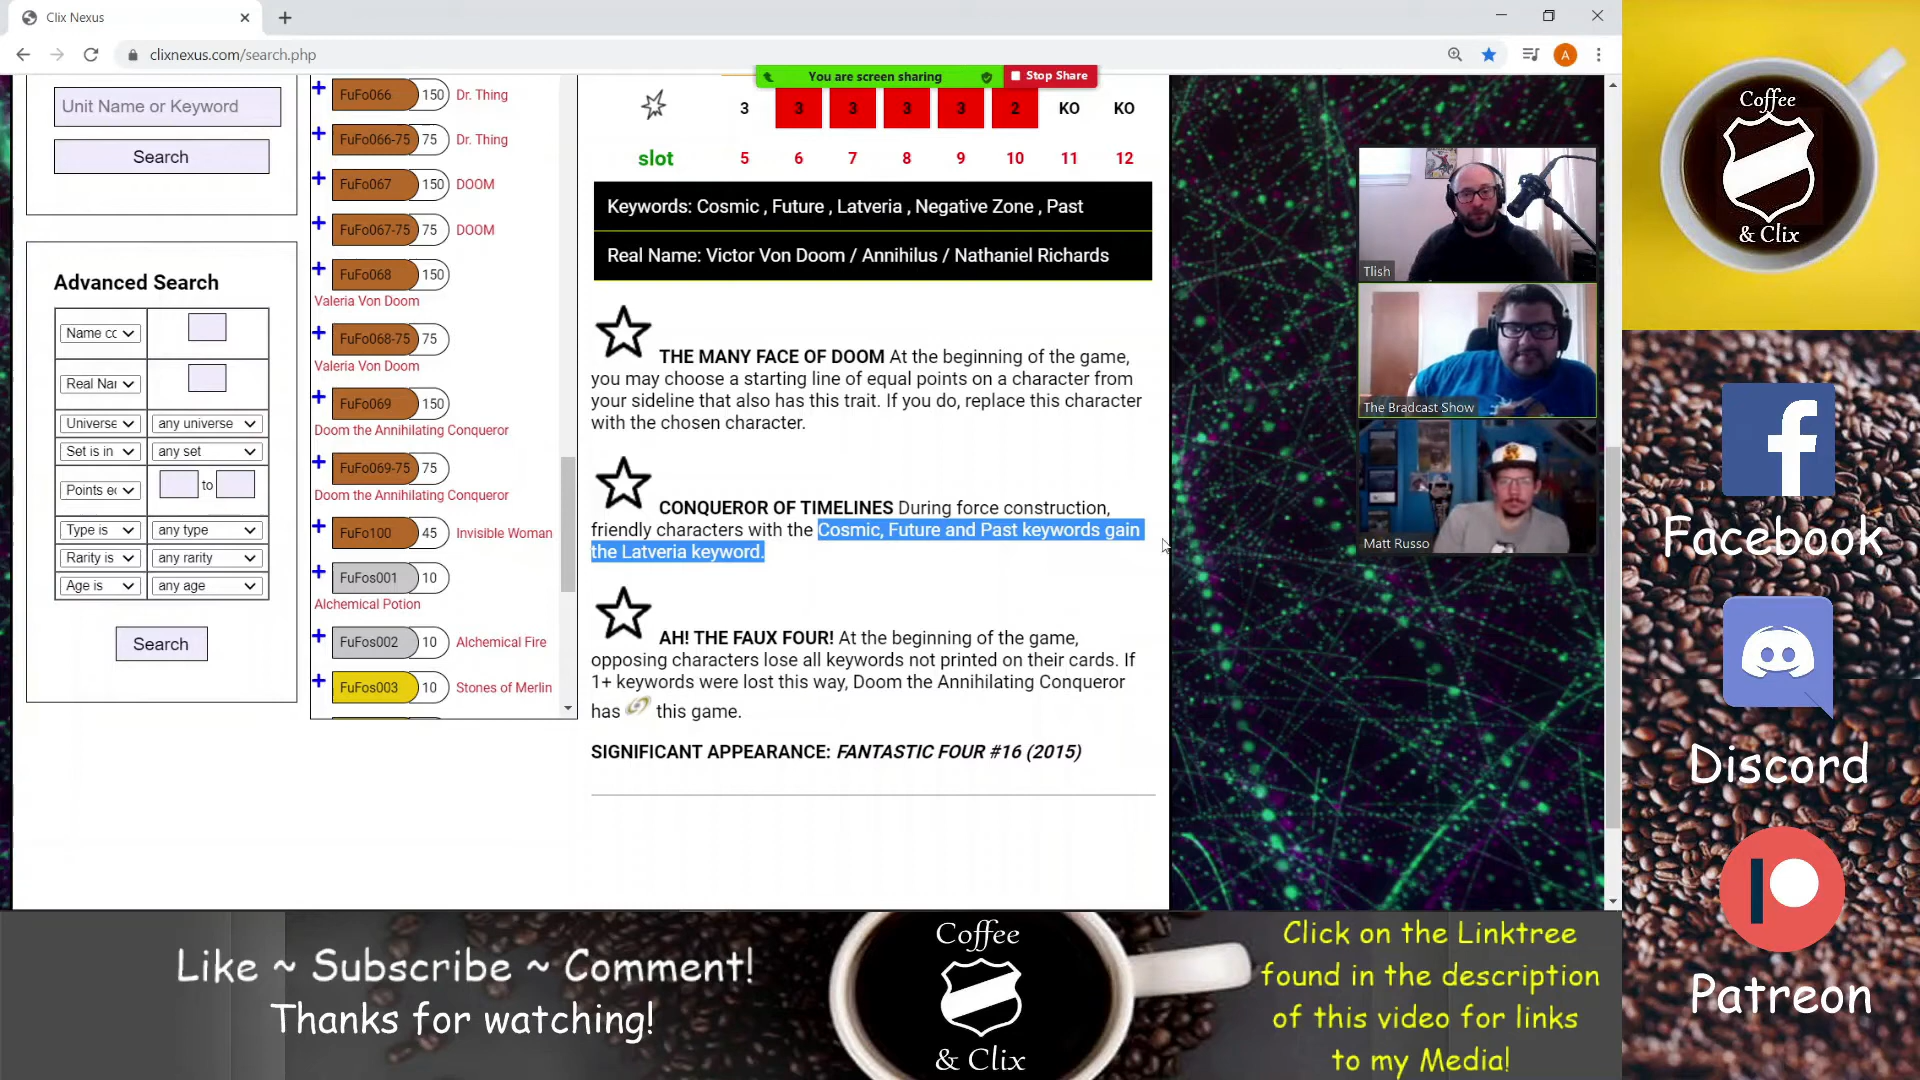 Clix Nexus
clixnexus.com/search.php
A
You are screen sharing
Stop Share
Unit Name or Keyword
Search
Advanced Search
Name cc
Real Nar
Universe any universe
Set is in any set
Points ec to
Type is any type
Rarity is any rarity
Age is any age
Search
FuFo066 150 Dr. Thing
FuFo066-75 75 Dr. Thing
FuFo067 150 DOOM
FuFo067-75 75 DOOM
FuFo068 150
Valeria Von Doom
FuFo068-75 75
Valeria Von Doom
FuFo069 150
Doom the Annihilating Conqueror
FuFo069-75 75
Doom the Annihilating Conqueror
FuFo100 45 Invisible Woman
FuFos001 10
Alchemical Potion
FuFos002 10 Alchemical Fire
FuFos003 10 Stones of Merlin
3 3 3 3 3 2 KO KO
slot 5 6 7 8 9 10 11 12
Keywords: Cosmic , Future , Latveria , Negative Zone , Past
Real Name: Victor Von Doom / Annihilus / Nathaniel Richards
THE MANY FACE OF DOOM At the beginning of the game,
you may choose a starting line of equal points on a character from
your sideline that also has this trait. If you do, replace this character
with the chosen character.
CONQUEROR OF TIMELINES During force construction,
friendly characters with the Cosmic, Future and Past keywords gain
the Latveria keyword.
AH! THE FAUX FOUR! At the beginning of the game,
opposing characters lose all keywords not printed on their cards. If
1+ keywords were lost this way, Doom the Annihilating Conqueror
has this game.
SIGNIFICANT APPEARANCE: FANTASTIC FOUR #16 (2015)
Tlish
The Bradcast Show
Matt Russo
Coffee
& Clix
Facebook
Discord
Patreon
Like ~ Subscribe ~ Comment!
Thanks for watching!
Coffee
& Clix
Click on the Linktree
found in the description
of this video for links
to my Media!